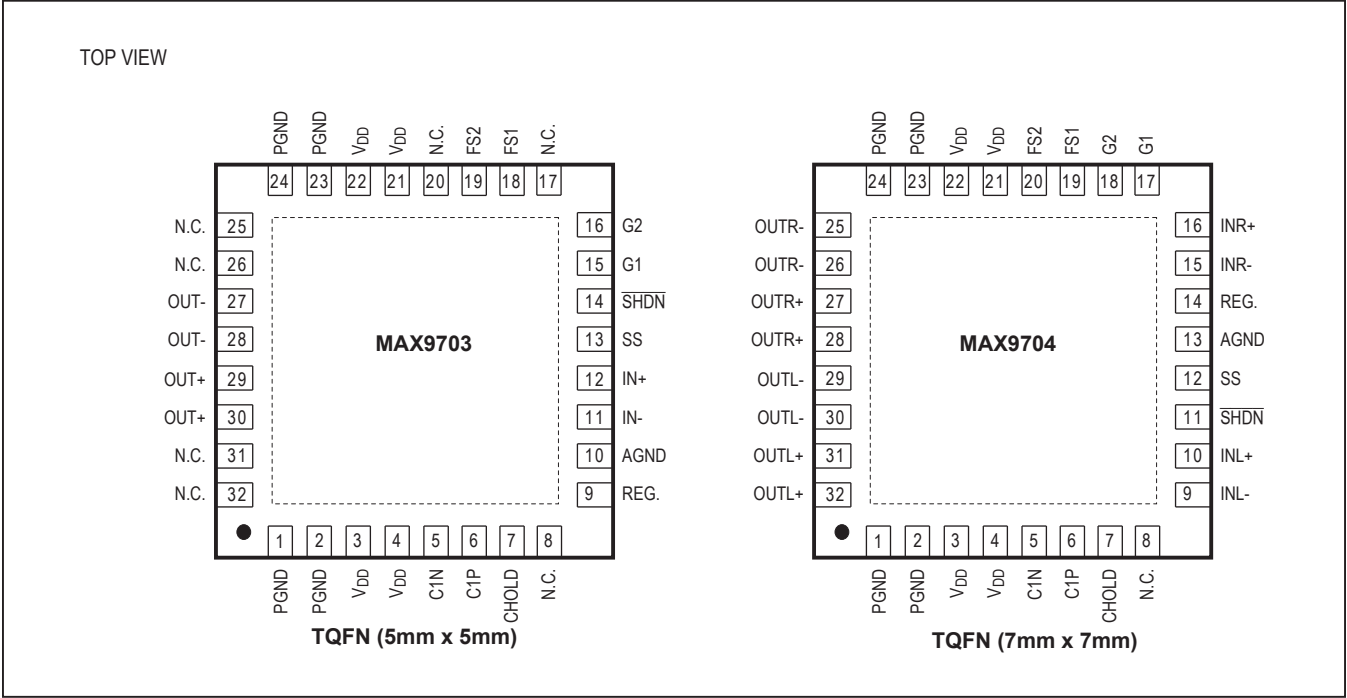 TOP VIEW
PGND PGND VDD VDD N.C. FS2 FS1 N.C.
24 23 22 21 20 19 18 17
N.C. 25
N.C. 26
OUT- 27
OUT- 28
OUT+ 29
OUT+ 30
N.C. 31
N.C. 32
16 G2
15 G1
14 SHDN
13 SS
12 IN+
11 IN-
10 AGND
9 REG.
MAX9703
1 2 3 4 5 6 7 8
PGND PGND VDD VDD C1N C1P CHOLD N.C.
TQFN (5mm x 5mm)
PGND PGND VDD VDD FS2 FS1 G2 G1
24 23 22 21 20 19 18 17
OUTR- 25
OUTR- 26
OUTR+ 27
OUTR+ 28
OUTL- 29
OUTL- 30
OUTL+ 31
OUTL+ 32
16 INR+
15 INR-
14 REG.
13 AGND
12 SS
11 SHDN
10 INL+
9 INL-
MAX9704
1 2 3 4 5 6 7 8
PGND PGND VDD VDD C1N C1P CHOLD N.C.
TQFN (7mm x 7mm)